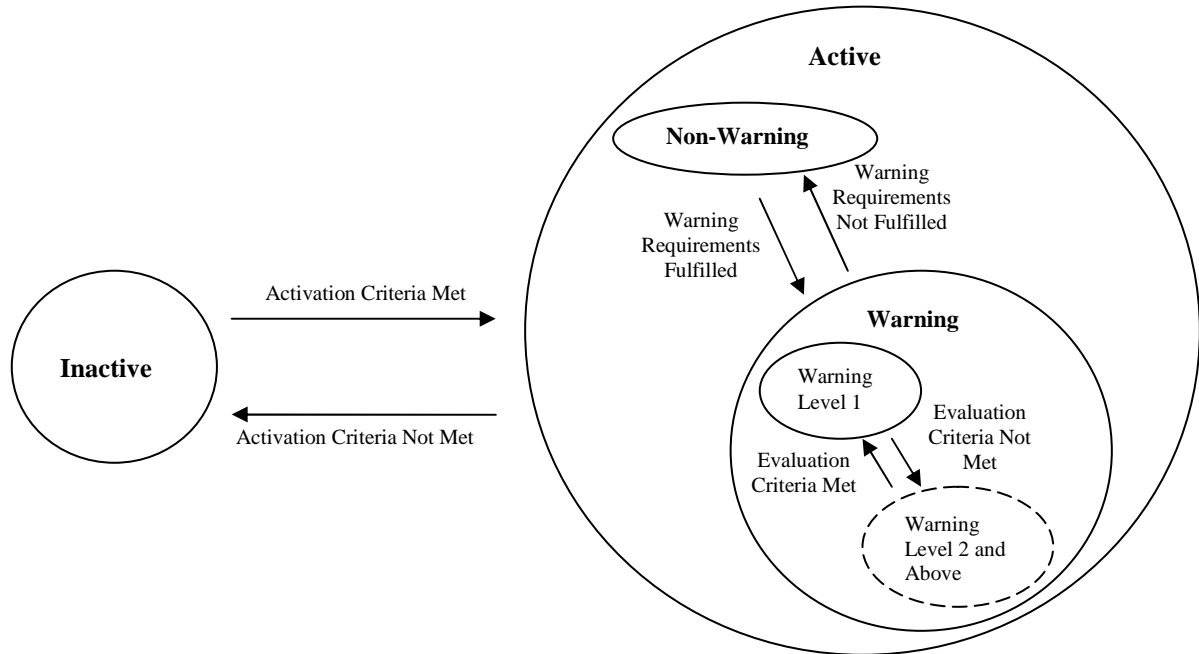 Active
Non-Warning
Warning
Requirements
Not Fulfilled
Warning
Requirements
Fulfilled
Activation Criteria Met
Inactive
Activation Criteria Not Met
Warning
Warning
Level 1
Evaluation
Criteria Not
Met
Evaluation
Criteria Met
Warning
Level 2 and
Above